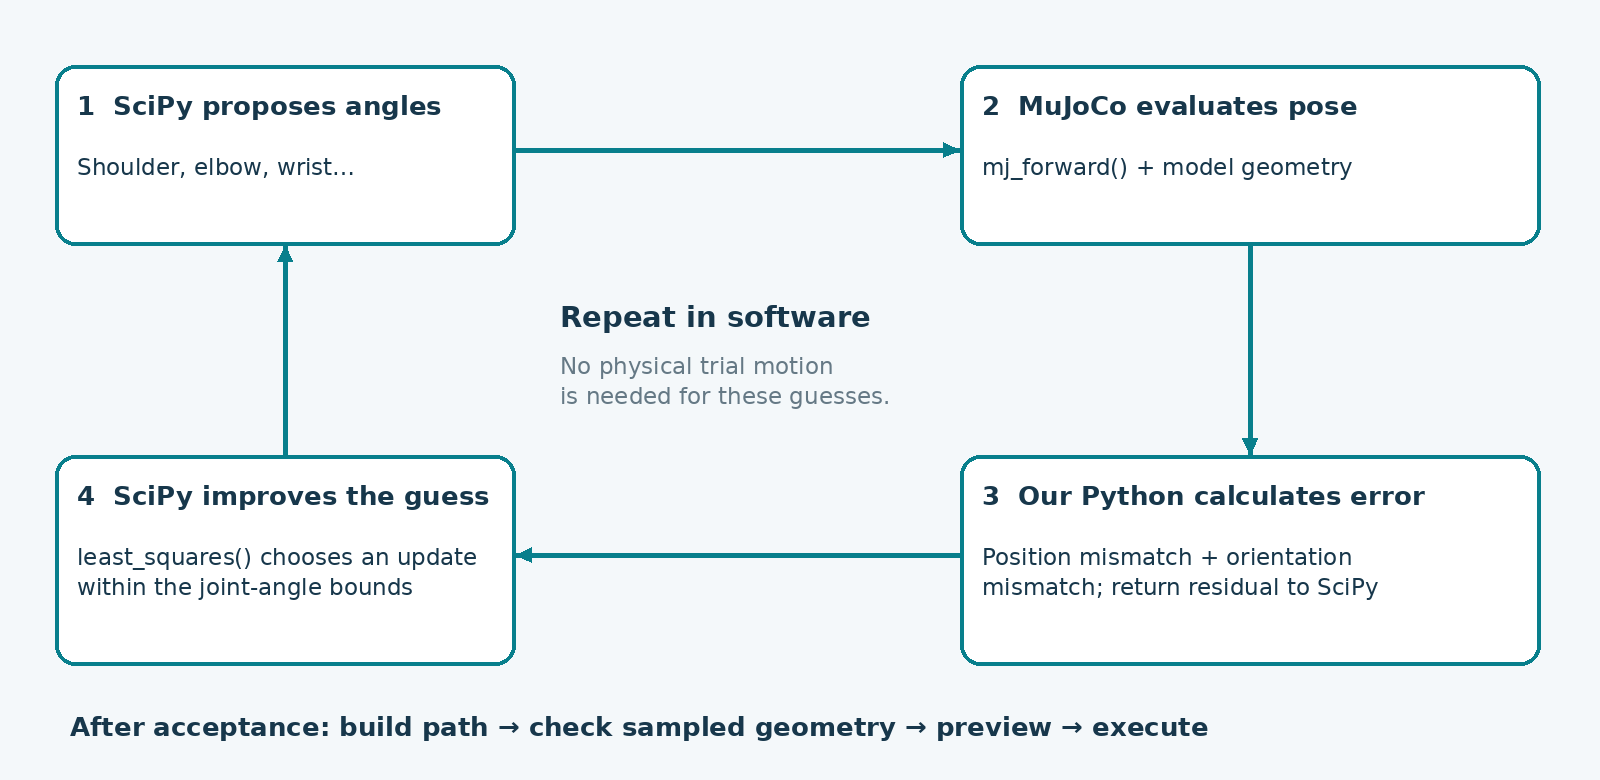 1 SciPy proposes angles
Shoulder, elbow, wrist...
2 MuJoCo evaluates pose
mj_forward() + model geometry
Repeat in software
No physical trial motion
is needed for these guesses.
4 SciPy improves the guess
least_squares() chooses an update
within the joint-angle bounds
3 Our Python calculates error
Position mismatch + orientation
mismatch; return residual to SciPy
After acceptance: build path → check sampled geometry → preview → execute